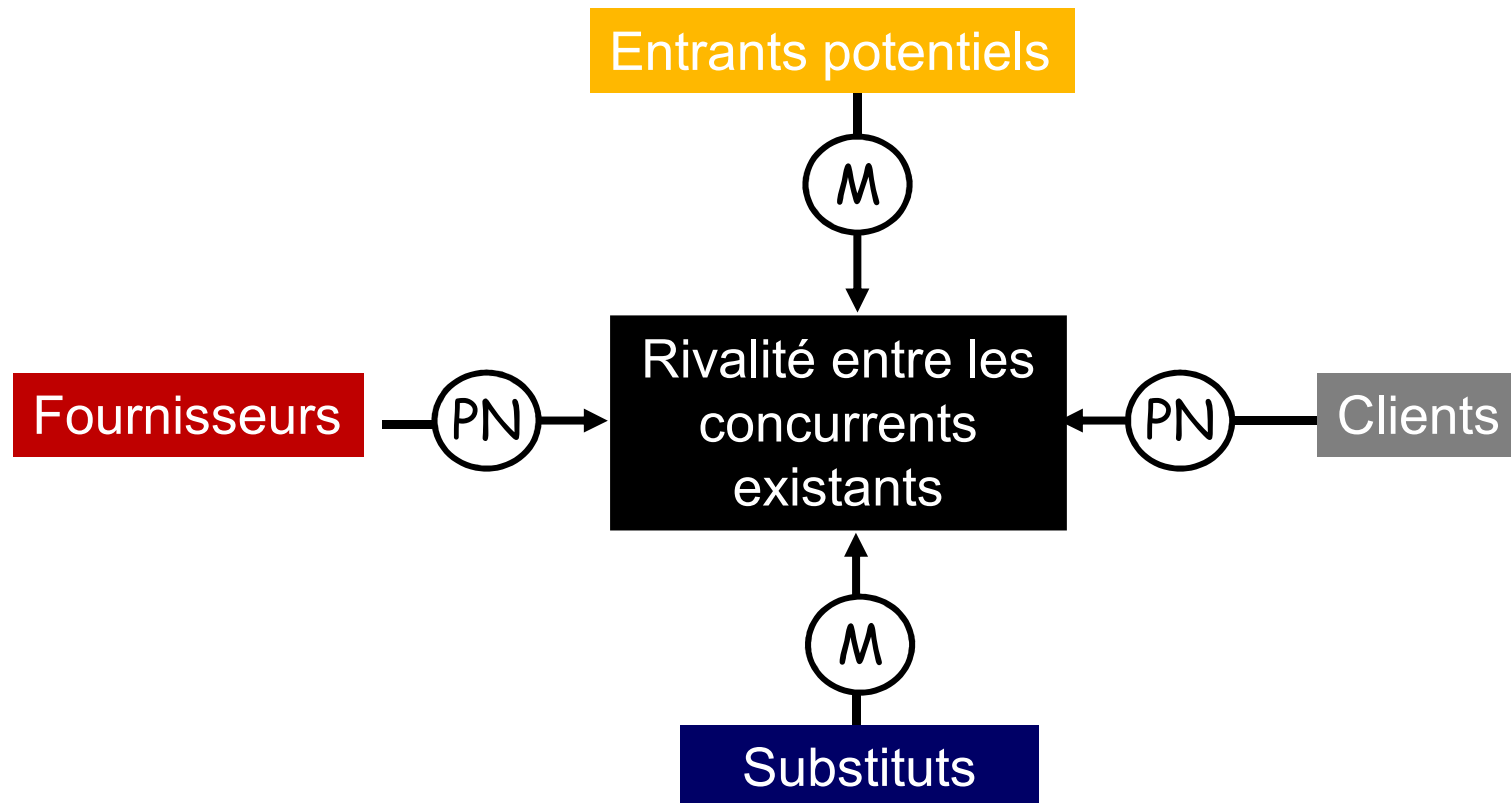 Entrants potentiels
M
Rivalité entre les
concurrents
existants
Fournisseurs
PN
PN
Clients
M
Substituts